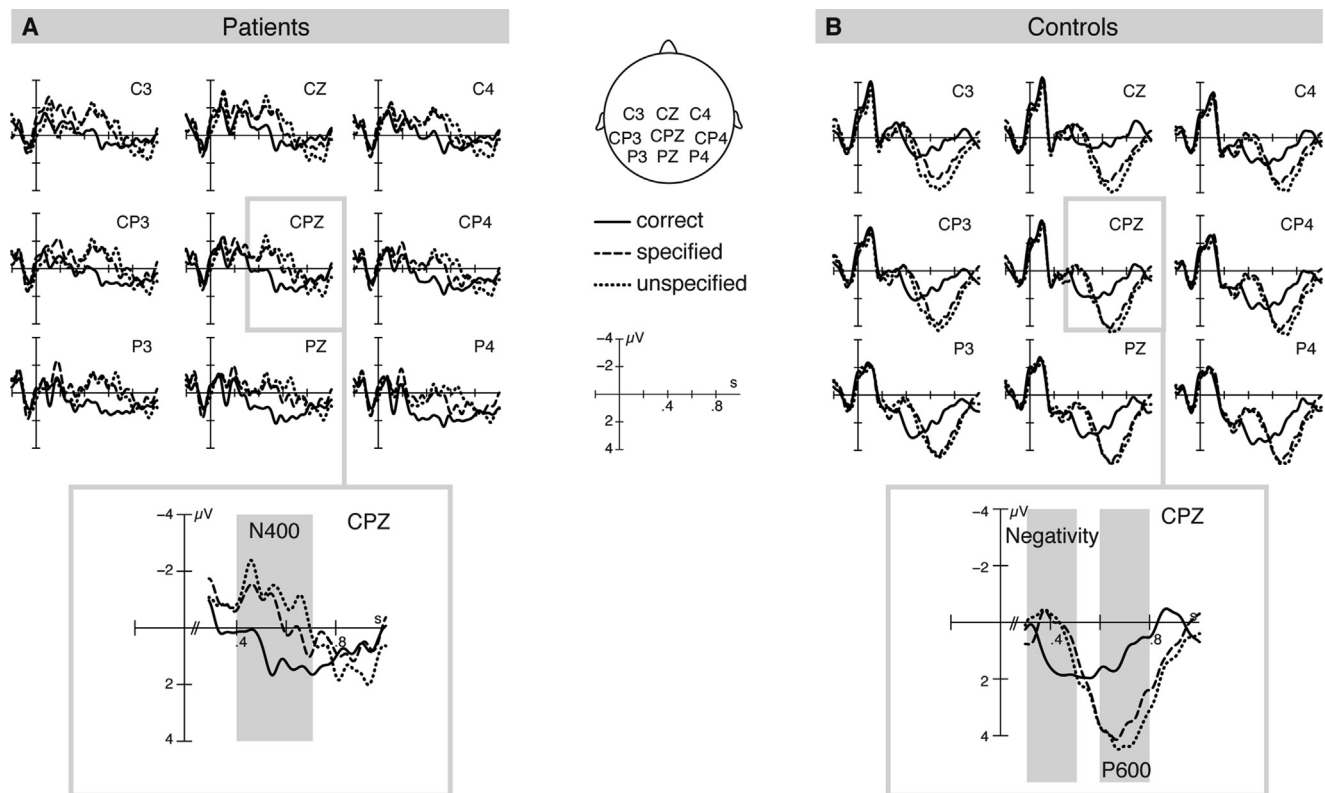 A Patients
B Controls
C3 CZ C4
CP3 CPZ CP4
P3 PZ P4
C3 CZ C4
CP3 CPZ CP4
P3 PZ P4
correct
specified
unspecified
−4 µV
−2
s
.4 .8
2
4
C3 CZ C4
CP3 CPZ CP4
P3 PZ P4
−4 µV
N400
CPZ
−2
s
.4 .8
2
4
−4 µV
Negativity
CPZ
−2
s
.4 .8
2
4
P600